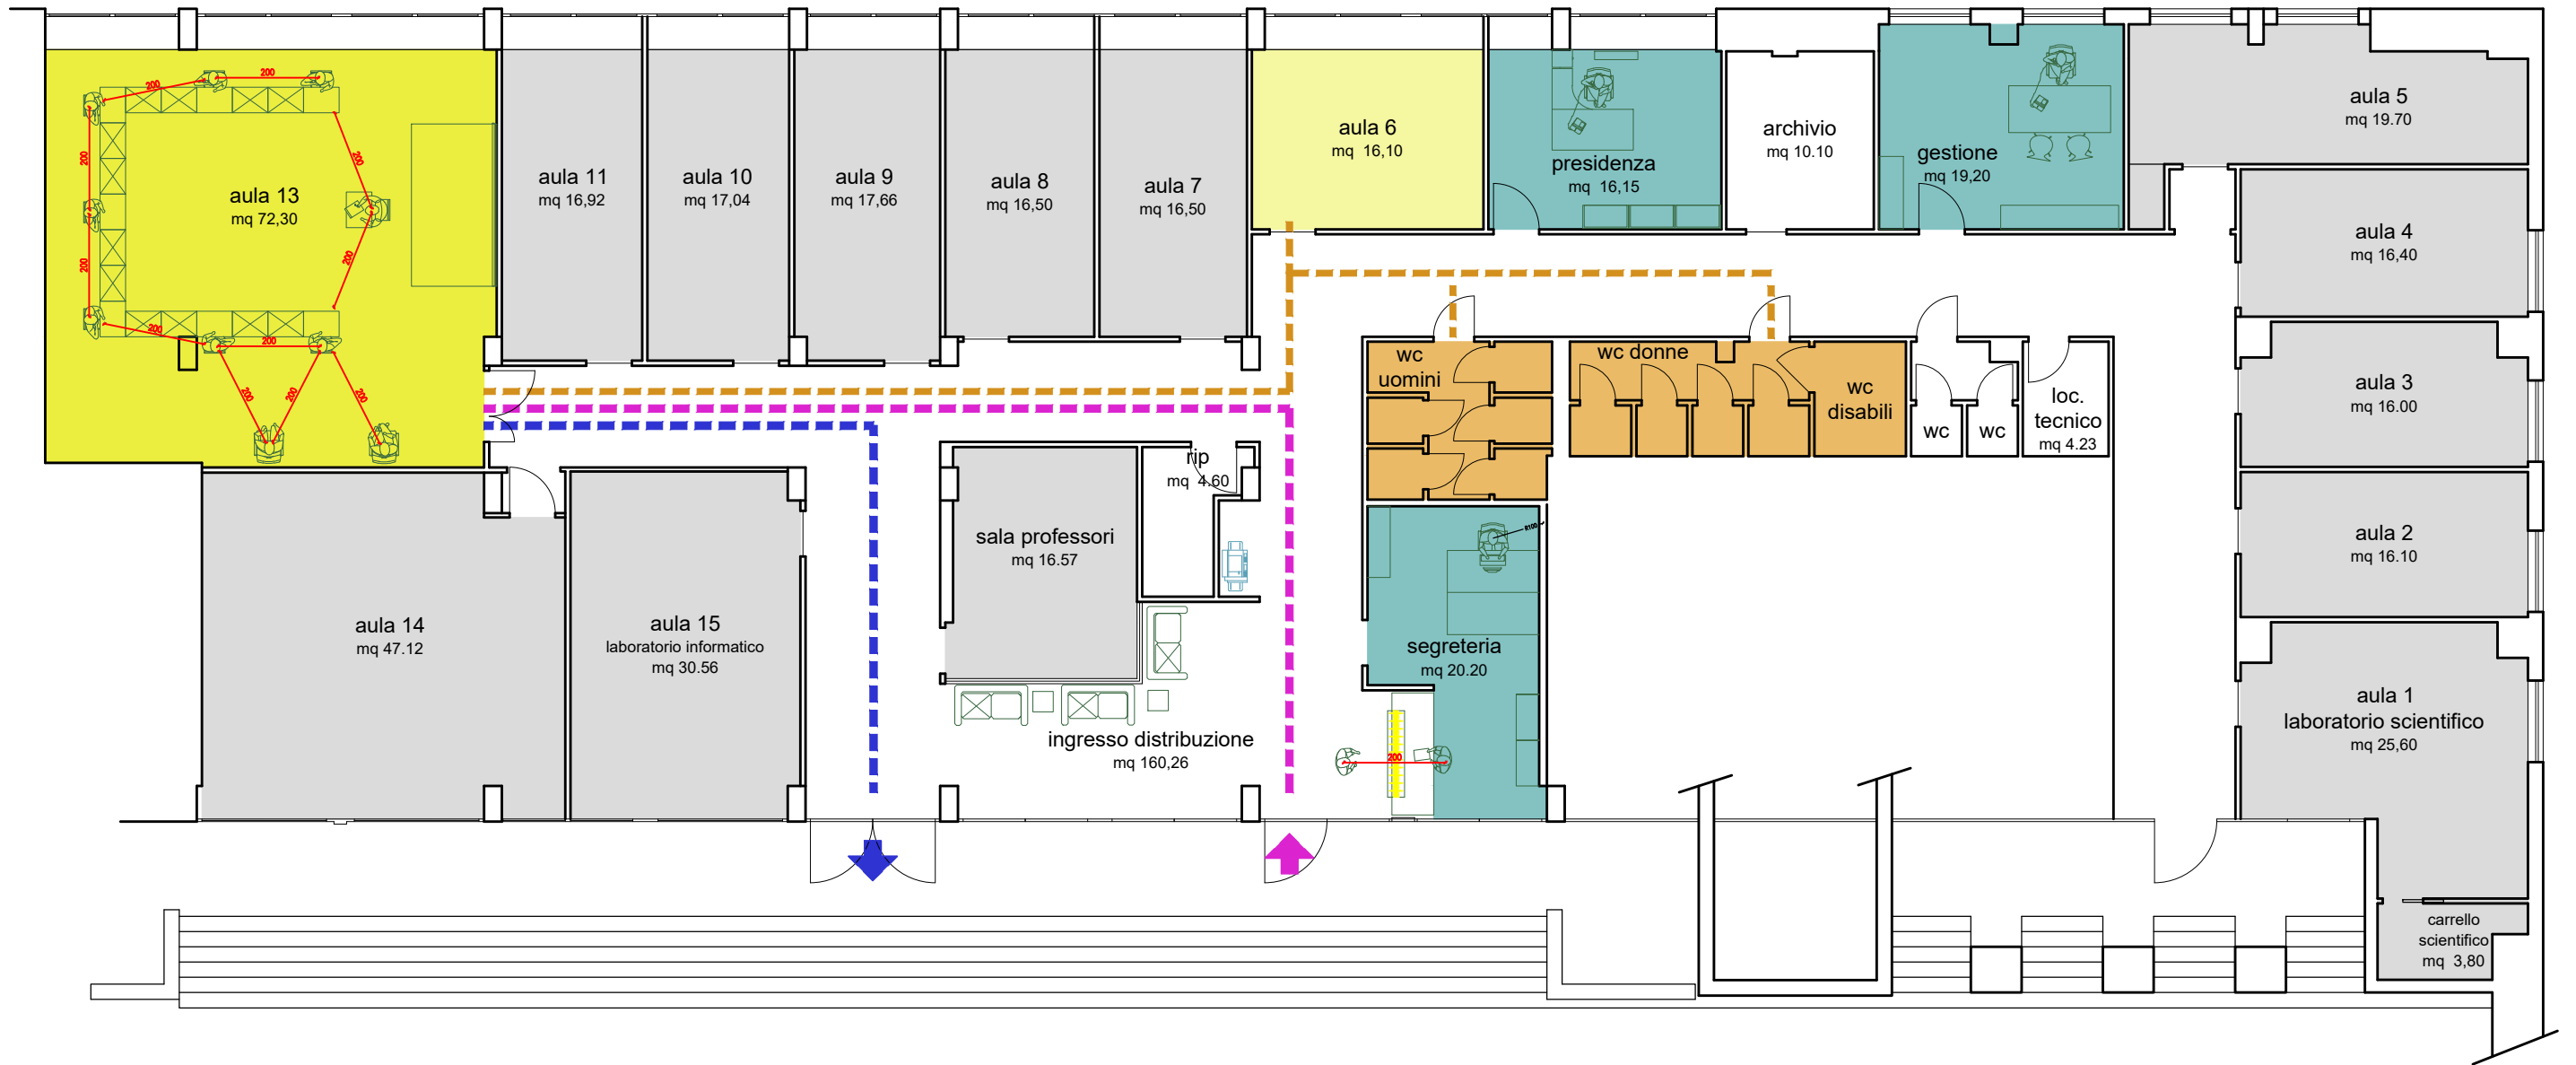 aula 13
mq 72,30
200
200
200
200
200
200
200
200
200
200
200
aula 11
mq 16,92
aula 10
mq 17,04
aula 9
mq 17,66
aula 8
mq 16,50
aula 7
mq 16,50
aula 6
mq 16,10
presidenza
mq 16,15
archivio
mq 10.10
gestione
mq 19,20
aula 5
mq 19.70
aula 4
mq 16,40
aula 3
mq 16.00
aula 2
mq 16.10
aula 1
laboratorio scientifico
mq 25,60
carrello
scientifico
mq 3,80
wc
uomini
wc donne
wc
disabili
wc
wc
loc.
tecnico
mq 4.23
rip
mq 4.60
sala professori
mq 16.57
segreteria
mq 20.20
R100
200
ingresso distribuzione
mq 160,26
aula 14
mq 47.12
aula 15
laboratorio informatico
mq 30.56